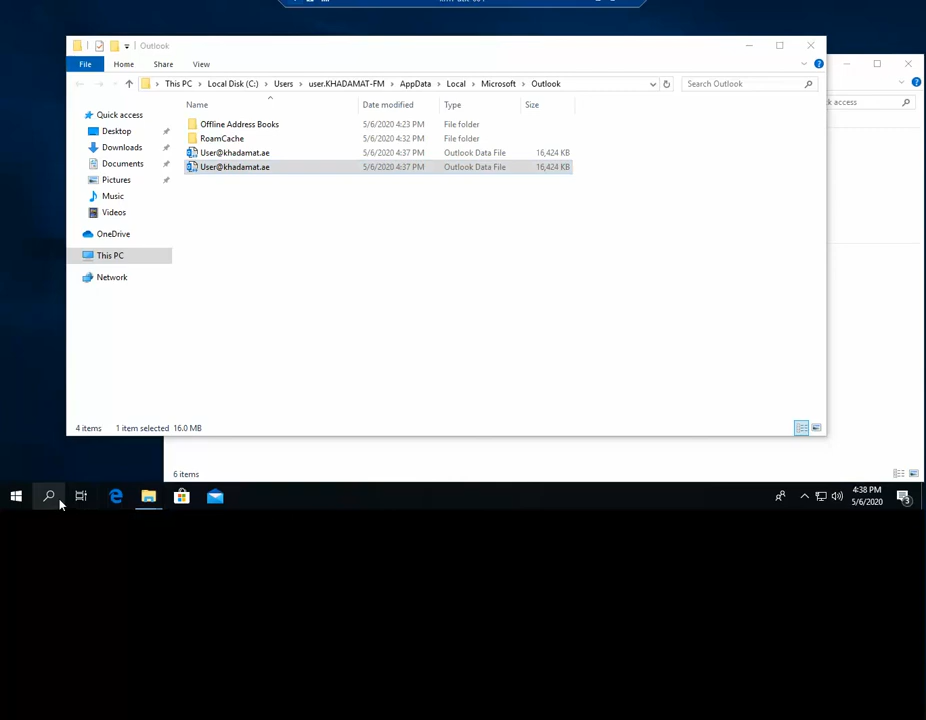 Outlook
File Home Share View
This PC Local Disk (C:) Users user.KHADAMAT-FM AppData Local Microsoft Outlook
Search Outlook
ck access
Name Date modified Type Size
Quick access
Desktop
Downloads
Documents
Pictures
Music
Videos
OneDrive
This PC
Network
Offline Address Books 5/6/2020 4:23 PM File folder
RoamCache 5/6/2020 4:32 PM File folder
User@khadamat.ae 5/6/2020 4:37 PM Outlook Data File 16,424 KB
User@khadamat.ae 5/6/2020 4:37 PM Outlook Data File 16,424 KB
4 items 1 item selected 16.0 MB
6 items
4:38 PM
5/6/2020
3